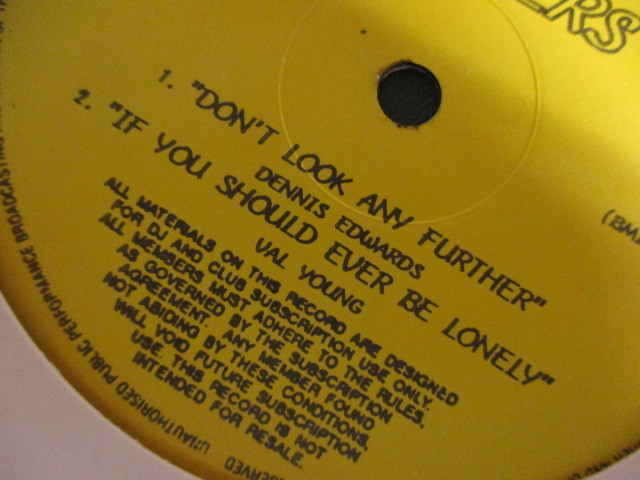 1. "DON'T LOOK ANY FURTHER"
DENNIS EDWARDS
2. "IF YOU SHOULD EVER BE LONELY"
VAL YOUNG
ALL MATERIALS ON THIS RECORD ARE DESIGNED
FOR DJ AND CLUB SUBSCRIPTION USE ONLY.
ALL MEMBERS MUST ADHERE TO THE RULES,
AS GOVERNED BY THE SUBSCRIPTION
AGREEMENT. ANY MEMBER FOUND
NOT ABIDING BY THESE CONDITIONS,
WILL VOID FUTURE SUBSCRIPTION
USE. THIS RECORD IS NOT
INTENDED FOR RESALE.
UNAUTHORISED PUBLIC PERFORMANCE BROADCASTING